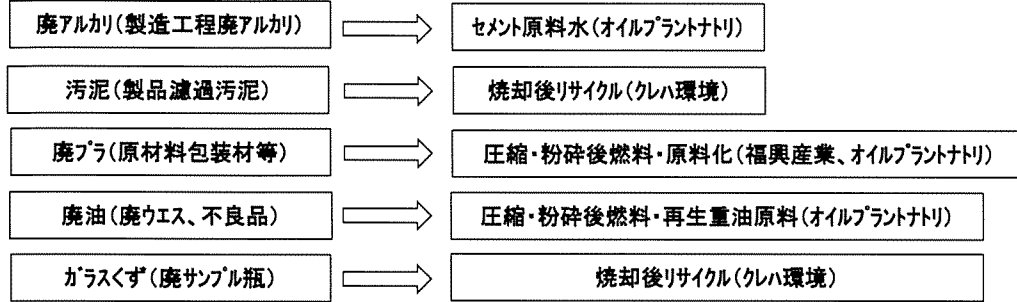 廃アルカリ(製造工程廃アルカリ)
セメント原料水(オイルプラントナトリ)
汚泥(製品濾過汚泥)
焼却後リサイクル(クレハ環境)
廃プラ(原材料包装材等)
圧縮・粉砕後燃料・原料化(福興産業、オイルプラントナトリ)
廃油(廃ウエス、不良品)
圧縮・粉砕後燃料・再生重油原料(オイルプラントナトリ)
ガラスくず(廃サンプル瓶)
焼却後リサイクル(クレハ環境)